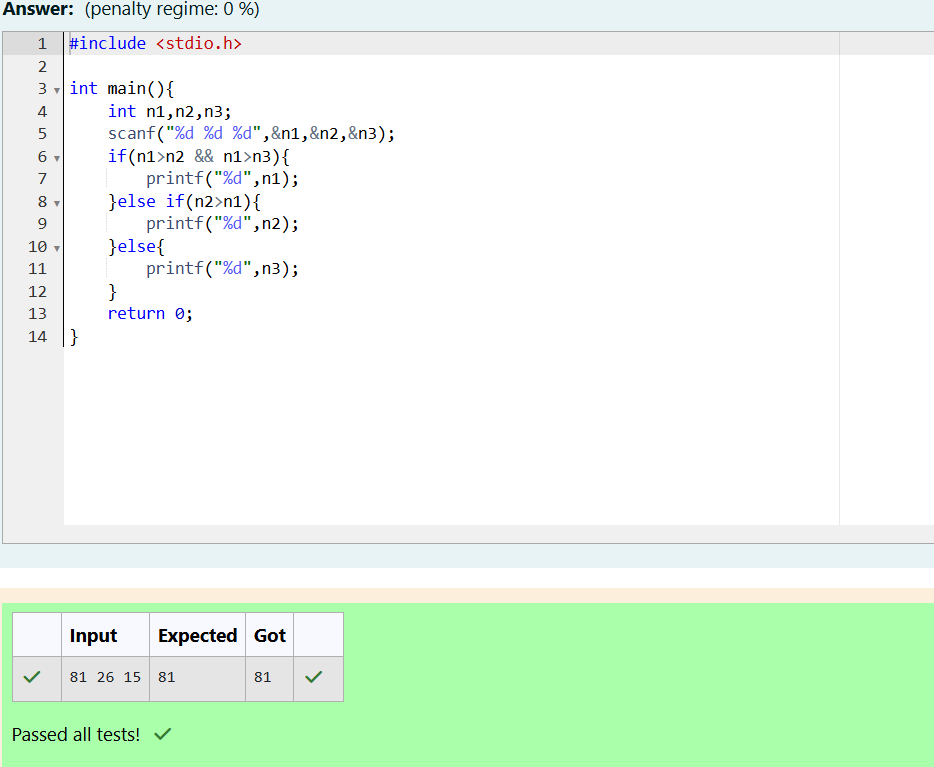 Answer: (penalty regime: 0 %)
1 #include <stdio.h>
2
3 int main(){
4     int n1,n2,n3;
5     scanf("%d %d %d",&n1,&n2,&n3);
6     if(n1>n2 && n1>n3){
7         printf("%d",n1);
8     }else if(n2>n1){
9         printf("%d",n2);
10     }else{
11         printf("%d",n3);
12     }
13     return 0;
14 }
Input Expected Got
81 26 15 81 81
Passed all tests!